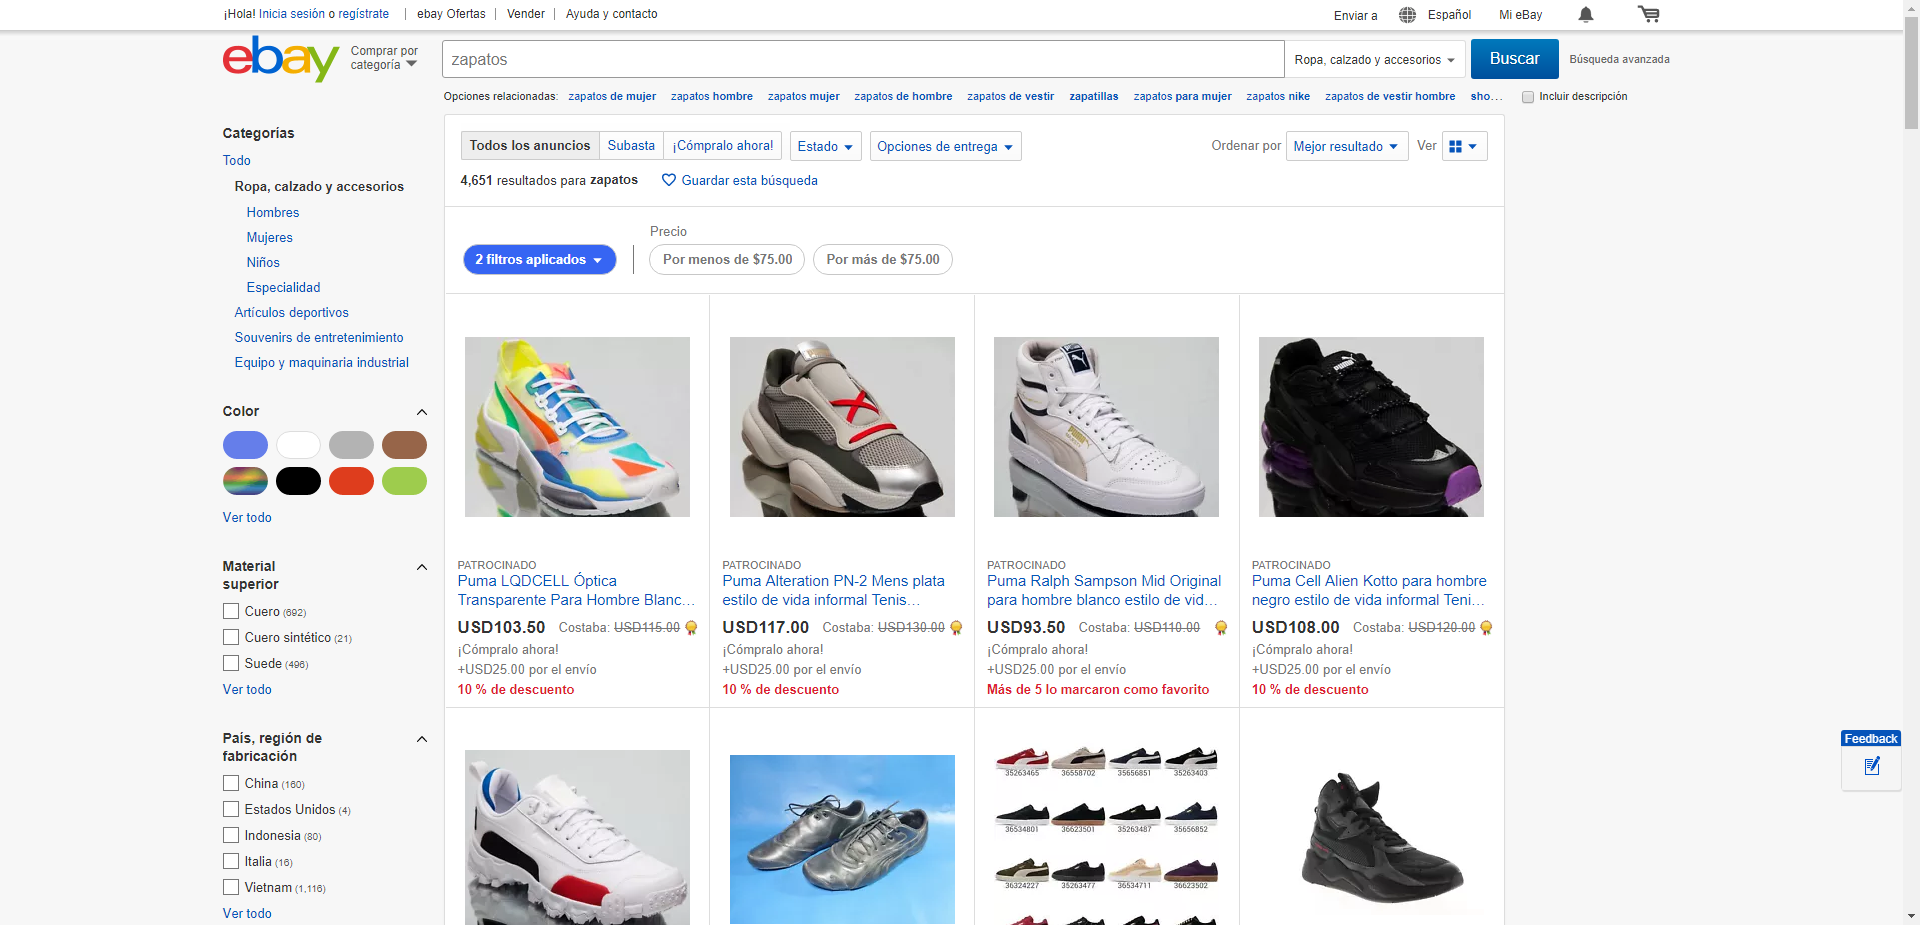 ¡Hola! Inicia sesión o regístrate
ebay Ofertas
Vender
Ayuda y contacto
Enviar a
Español
Mi eBay
ebay
Comprar por
categoría
zapatos
Ropa, calzado y accesorios
Buscar
Búsqueda avanzada
Opciones relacionadas: zapatos de mujer zapatos hombre zapatos mujer zapatos de hombre zapatos de vestir zapatillas zapatos para mujer zapatos nike zapatos de vestir hombre sho...
Incluir descripción
Categorías
Todo
Ropa, calzado y accesorios
Hombres
Mujeres
Niños
Especialidad
Artículos deportivos
Souvenirs de entretenimiento
Equipo y maquinaria industrial
Color
Ver todo
Material
superior
Cuero (692)
Cuero sintético (21)
Suede (496)
Ver todo
País, región de
fabricación
China (160)
Estados Unidos (4)
Indonesia (80)
Italia (16)
Vietnam (1,116)
Ver todo
Todos los anuncios
Subasta
¡Cómpralo ahora!
Estado
Opciones de entrega
Ordenar por
Mejor resultado
Ver
4,651 resultados para zapatos
Guardar esta búsqueda
Precio
2 filtros aplicados
Por menos de $75.00
Por más de $75.00
PATROCINADO
Puma LQDCELL Óptica
Transparente Para Hombre Blanc...
USD103.50 Costaba: USD115.00
¡Cómpralo ahora!
+USD25.00 por el envío
10 % de descuento
PATROCINADO
Puma Alteration PN-2 Mens plata
estilo de vida informal Tenis...
USD117.00 Costaba: USD130.00
¡Cómpralo ahora!
+USD25.00 por el envío
10 % de descuento
PATROCINADO
Puma Ralph Sampson Mid Original
para hombre blanco estilo de vid...
USD93.50 Costaba: USD110.00
¡Cómpralo ahora!
+USD25.00 por el envío
Más de 5 lo marcaron como favorito
PATROCINADO
Puma Cell Alien Kotto para hombre
negro estilo de vida informal Teni...
USD108.00 Costaba: USD120.00
¡Cómpralo ahora!
+USD25.00 por el envío
10 % de descuento
35263465 36558702 35656851 35263403
36534801 36623501 35263487 35656852
36324227 35263477 36534711 36623502
Feedback